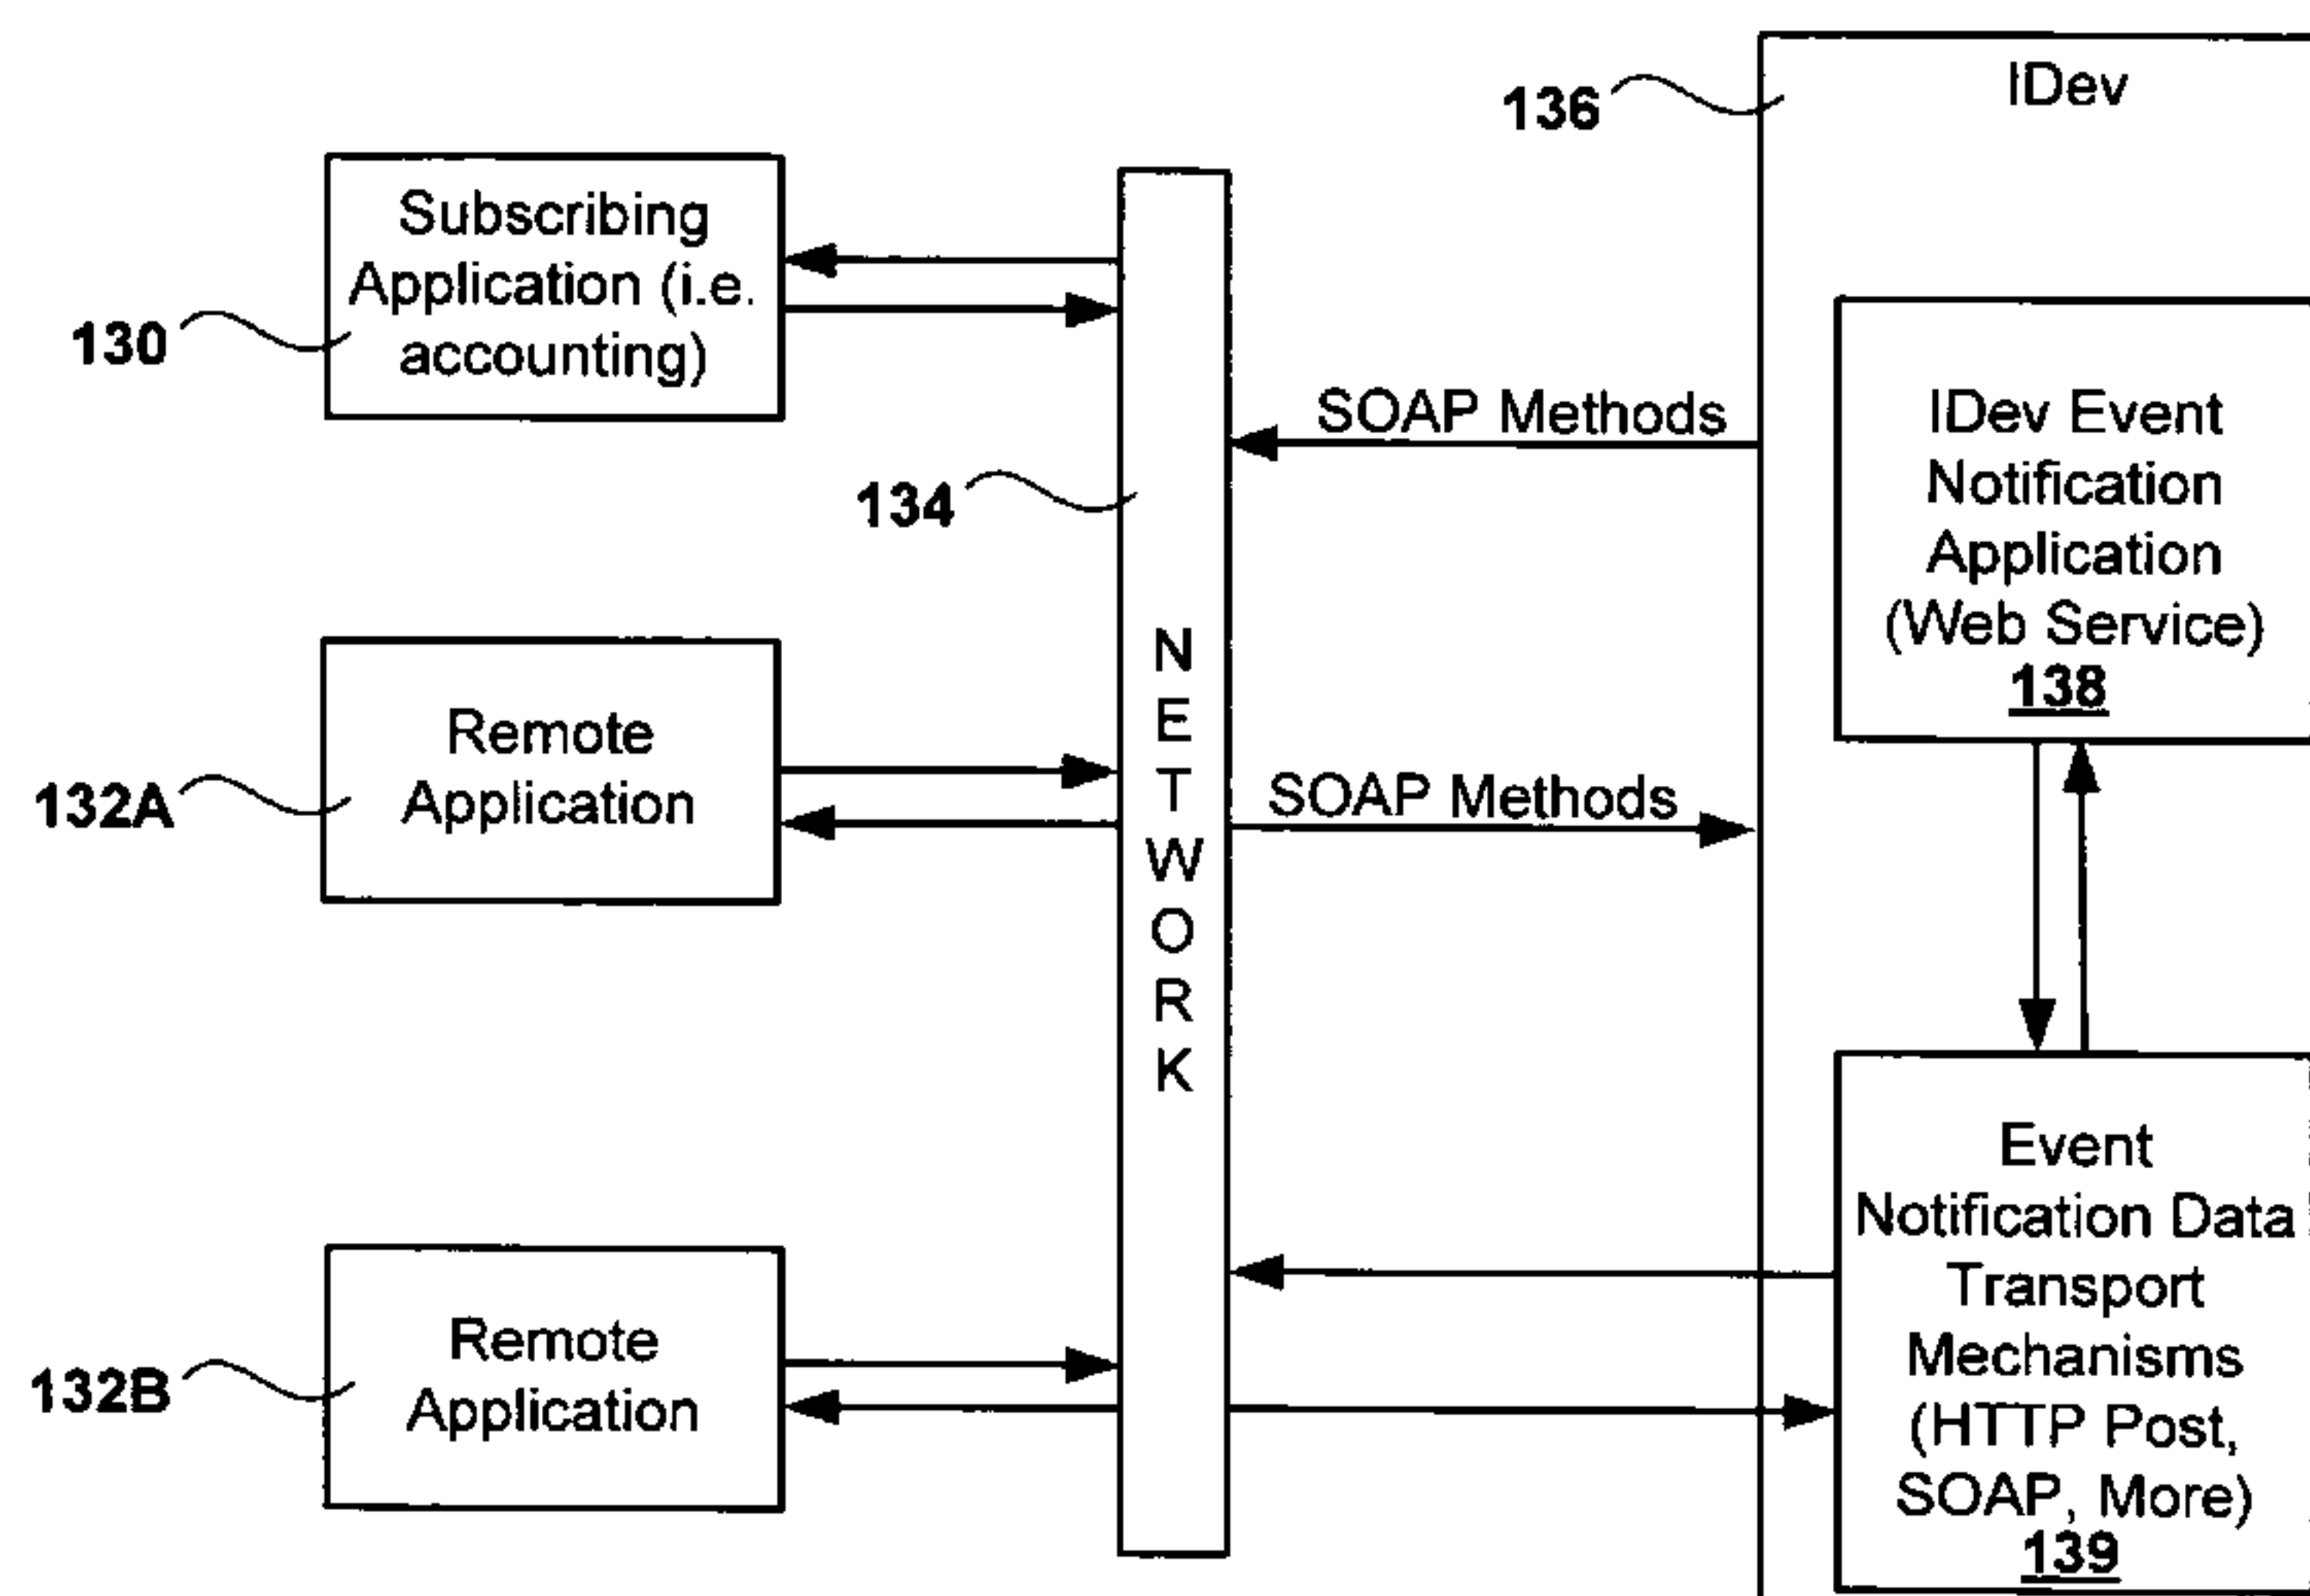 IDev
136
Subscribing
Application (i.e.
accounting)
130
SOAP Methods
134
IDev Event
Notification
Application
(Web Service)
138
NETWORK
Remote
Application
132A
SOAP Methods
Event
Notification Data
Transport
Mechanisms
(HTTP Post,
SOAP, More)
139
Remote
Application
132B